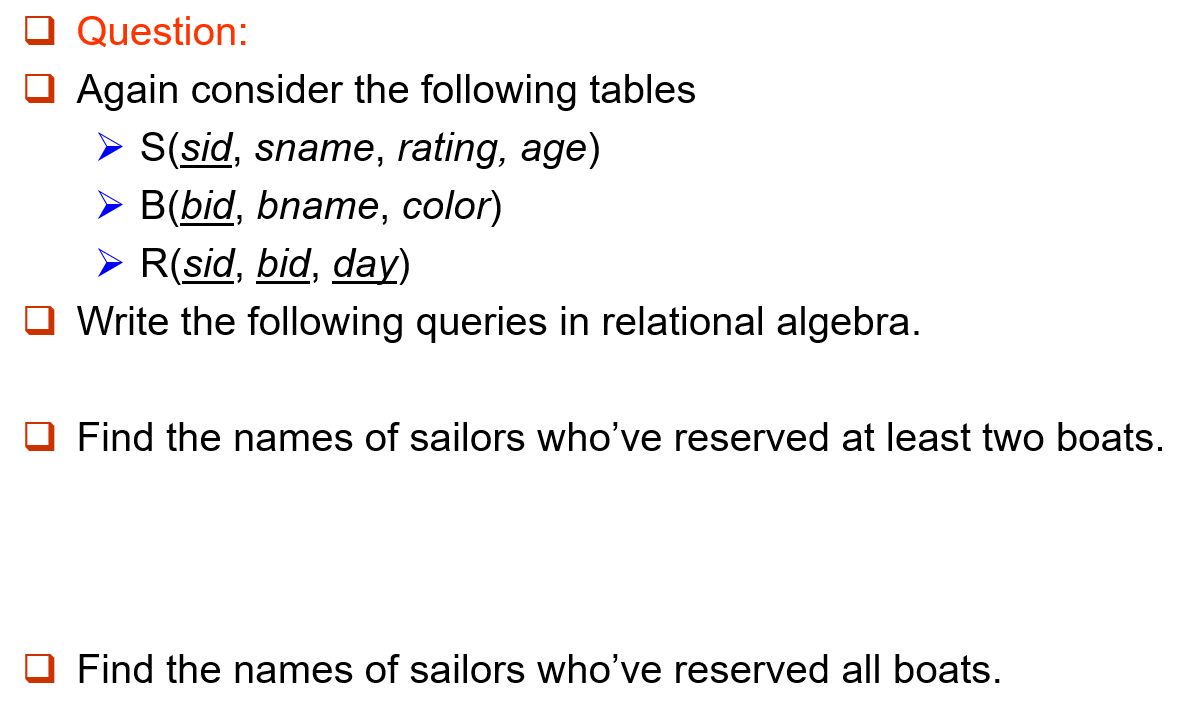 Question:
Again consider the following tables
S(sid, sname, rating, age)
B(bid, bname, color)
R(sid, bid, day)
Write the following queries in relational algebra.
Find the names of sailors who’ve reserved at least two boats.
Find the names of sailors who’ve reserved all boats.